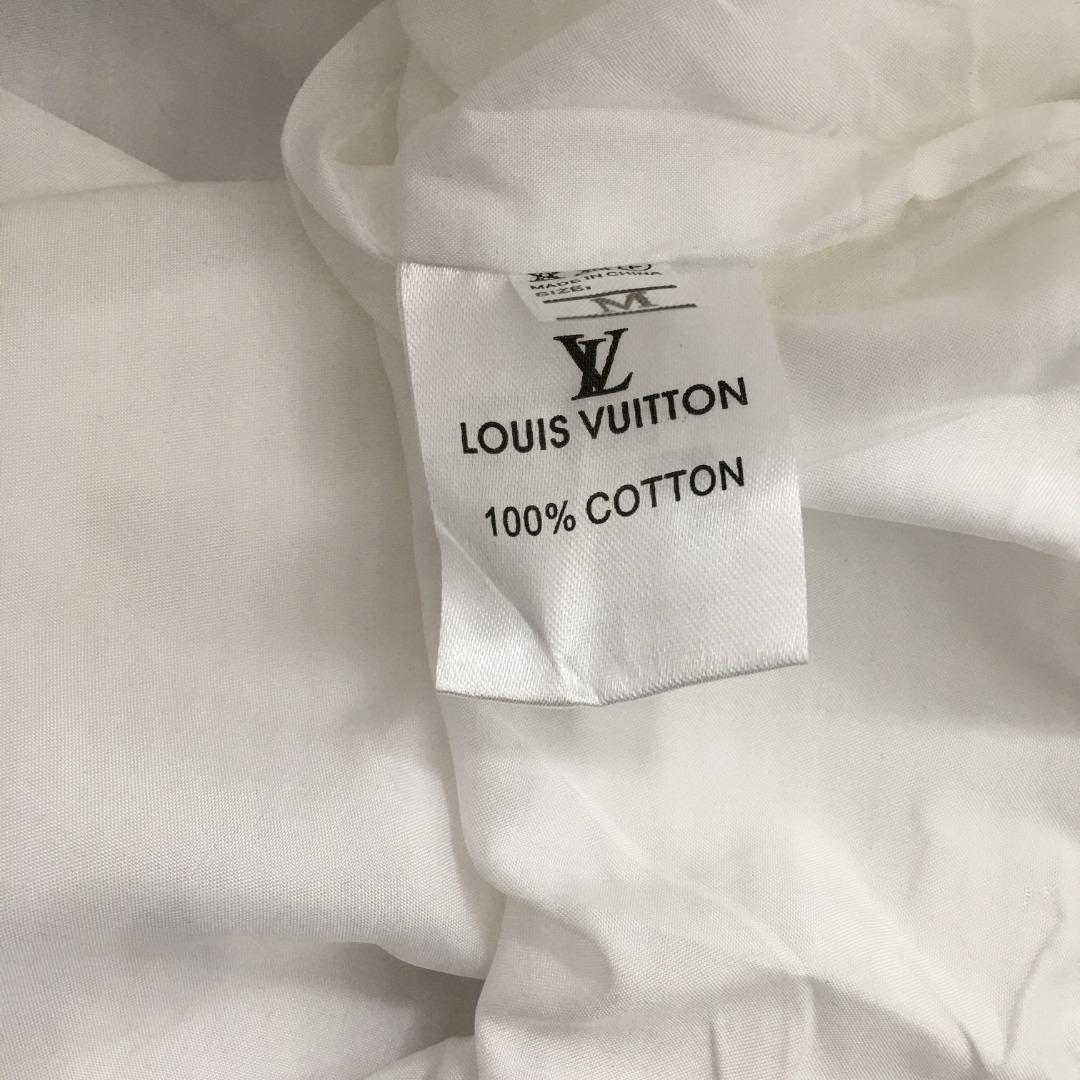 MADE IN CHINA
SIZE:
M
LV
LOUIS VUITTON
100% COTTON